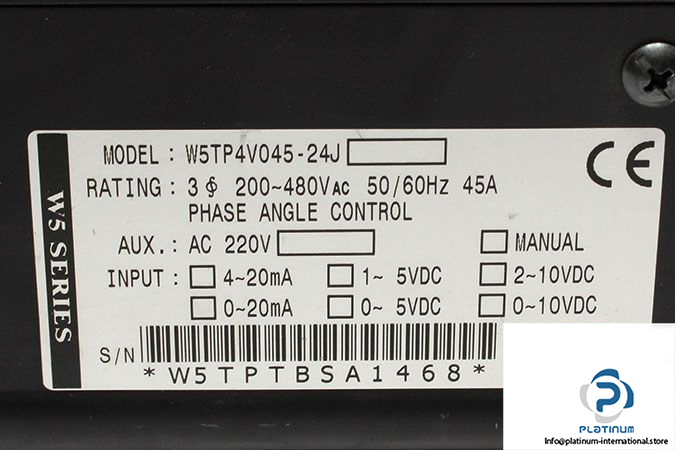 MODEL : W5TP4V045-24J
RATING : 3φ 200~480VAC 50/60Hz 45A
PHASE ANGLE CONTROL
AUX. : AC 220V MANUAL
INPUT : 4~20mA 1~ 5VDC 2~10VDC
0~20mA 0~ 5VDC 0~10VDC
S/N
*W5TPTBSA1468*
W5 SERIES
CE
PLATINUM
Info@platinum-international.store